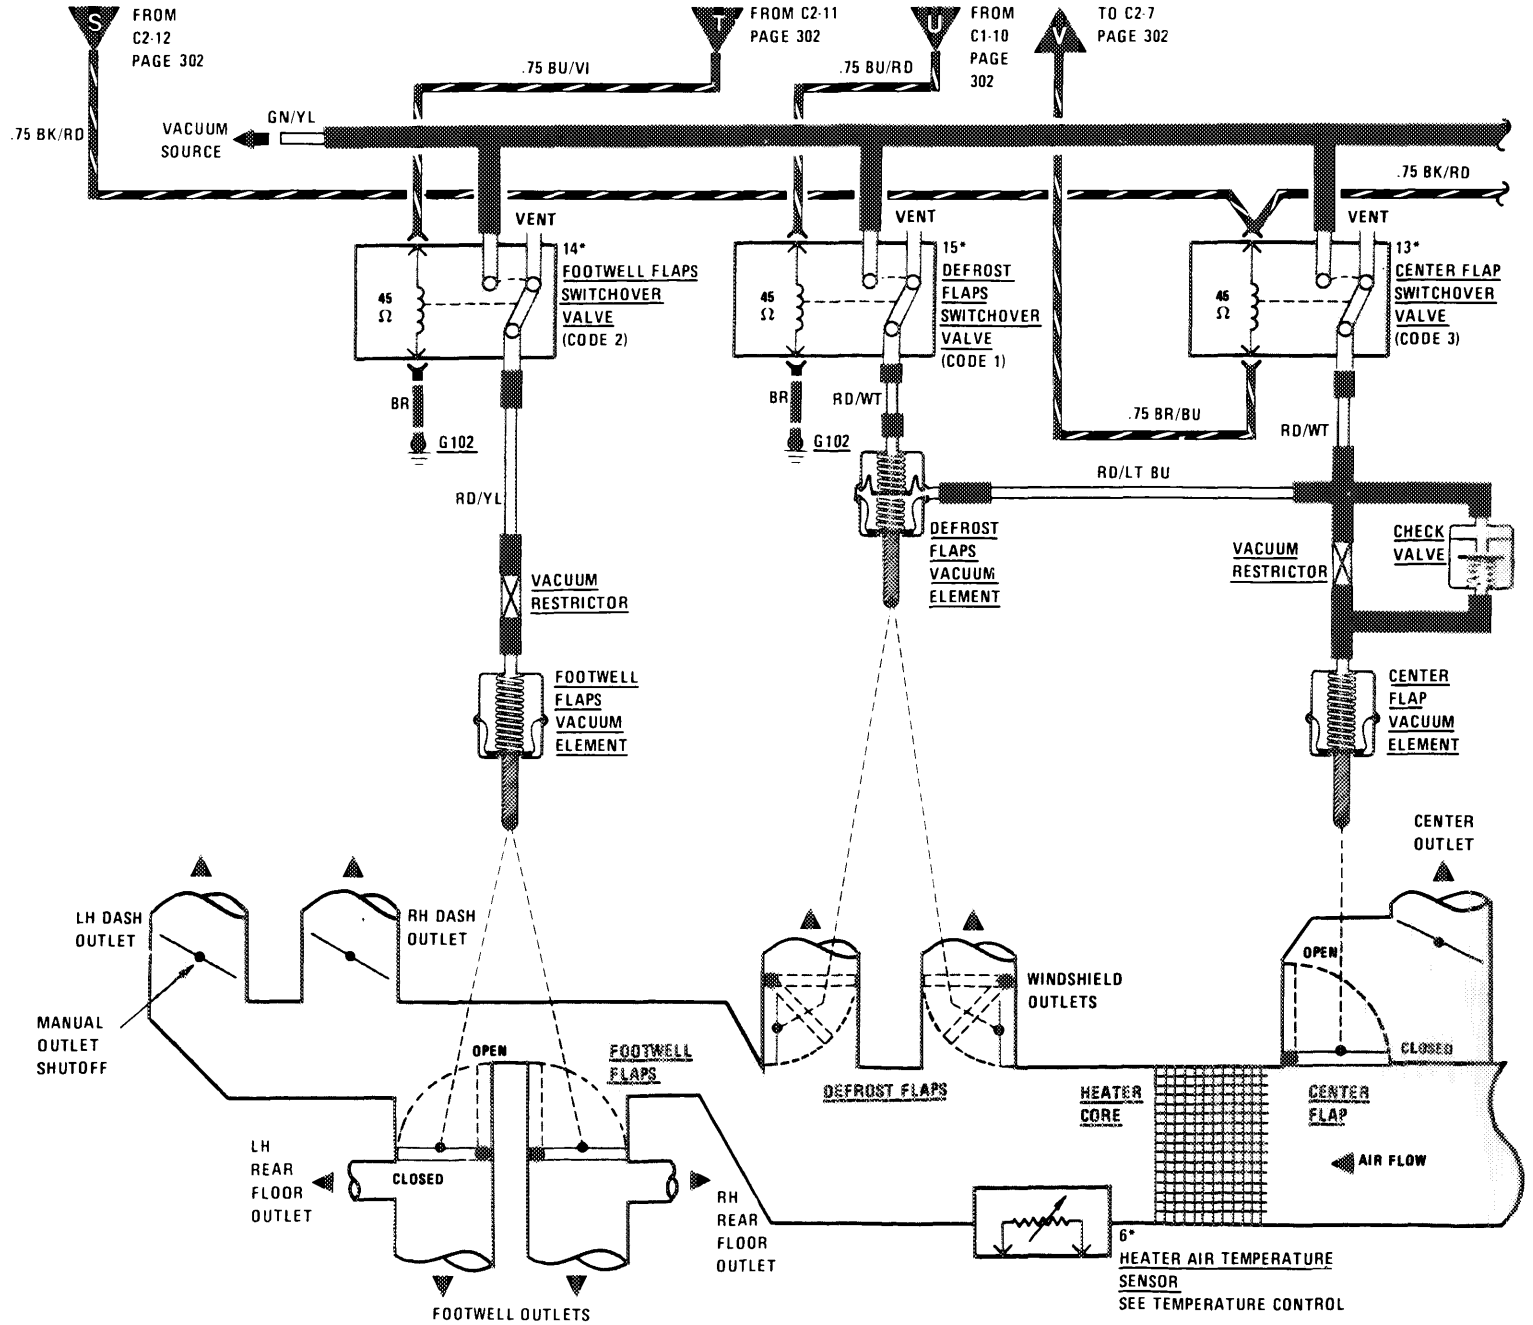 S
FROM
C2-12
PAGE 302
T
FROM C2-11
PAGE 302
U
FROM
C1-10
PAGE
302
V
TO C2-7
PAGE 302
.75 BU/VI
.75 BU/RD
.75 BK/RD
VACUUM
SOURCE
GN/YL
.75 BK/RD
VENT
VENT
VENT
14*
FOOTWELL FLAPS
SWITCHOVER
VALVE
(CODE 2)
45
Ω
15*
DEFROST
FLAPS
SWITCHOVER
VALVE
(CODE 1)
45
Ω
13*
CENTER FLAP
SWITCHOVER
VALVE
(CODE 3)
45
Ω
BR
G102
BR
G102
RD/WT
.75 BR/BU
RD/WT
RD/YL
RD/LT BU
DEFROST
FLAPS
VACUUM
ELEMENT
VACUUM
RESTRICTOR
CHECK
VALVE
VACUUM
RESTRICTOR
FOOTWELL
FLAPS
VACUUM
ELEMENT
CENTER
FLAP
VACUUM
ELEMENT
CENTER
OUTLET
LH DASH
OUTLET
RH DASH
OUTLET
WINDSHIELD
OUTLETS
OPEN
CLOSED
MANUAL
OUTLET
SHUTOFF
OPEN
FOOTWELL
FLAPS
DEFROST FLAPS
HEATER
CORE
CENTER
FLAP
LH
REAR
FLOOR
OUTLET
CLOSED
AIR FLOW
RH
REAR
FLOOR
OUTLET
6*
HEATER AIR TEMPERATURE
SENSOR
SEE TEMPERATURE CONTROL
FOOTWELL OUTLETS